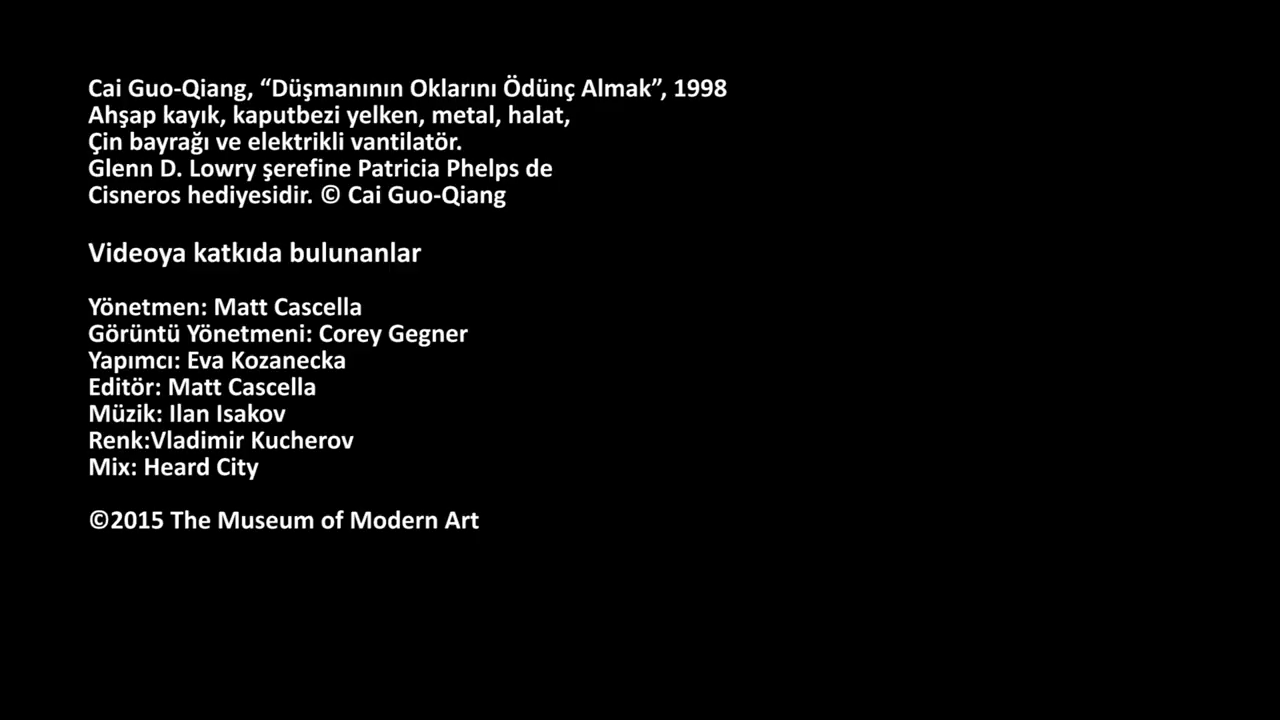 Cai Guo-Qiang, “Düşmanının Oklarını Ödünç Almak”, 1998
Ahşap kayık, kaputbezi yelken, metal, halat,
Çin bayrağı ve elektrikli vantilatör.
Glenn D. Lowry şerefine Patricia Phelps de
Cisneros hediyesidir. © Cai Guo-Qiang
Videoya katkıda bulunanlar
Yönetmen: Matt Cascella
Görüntü Yönetmeni: Corey Gegner
Yapımcı: Eva Kozanecka
Editör: Matt Cascella
Müzik: Ilan Isakov
Renk:Vladimir Kucherov
Mix: Heard City
©2015 The Museum of Modern Art